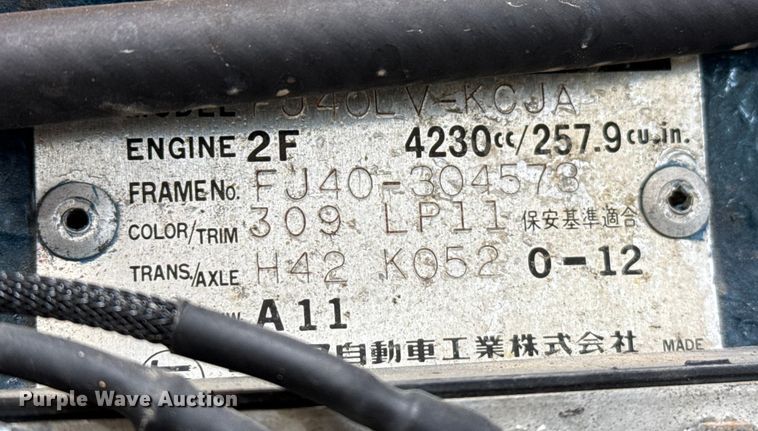 MODEL FJ40LV-KCJA
ENGINE 2F 4230cc/257.9cu.in.
FRAME No. FJ40-304573
COLOR/TRIM 309 LP11 保安基準適合
TRANS./AXLE H42 K052 0-12
A11
自動車工業株式会社 MADE
Purple Wave Auction